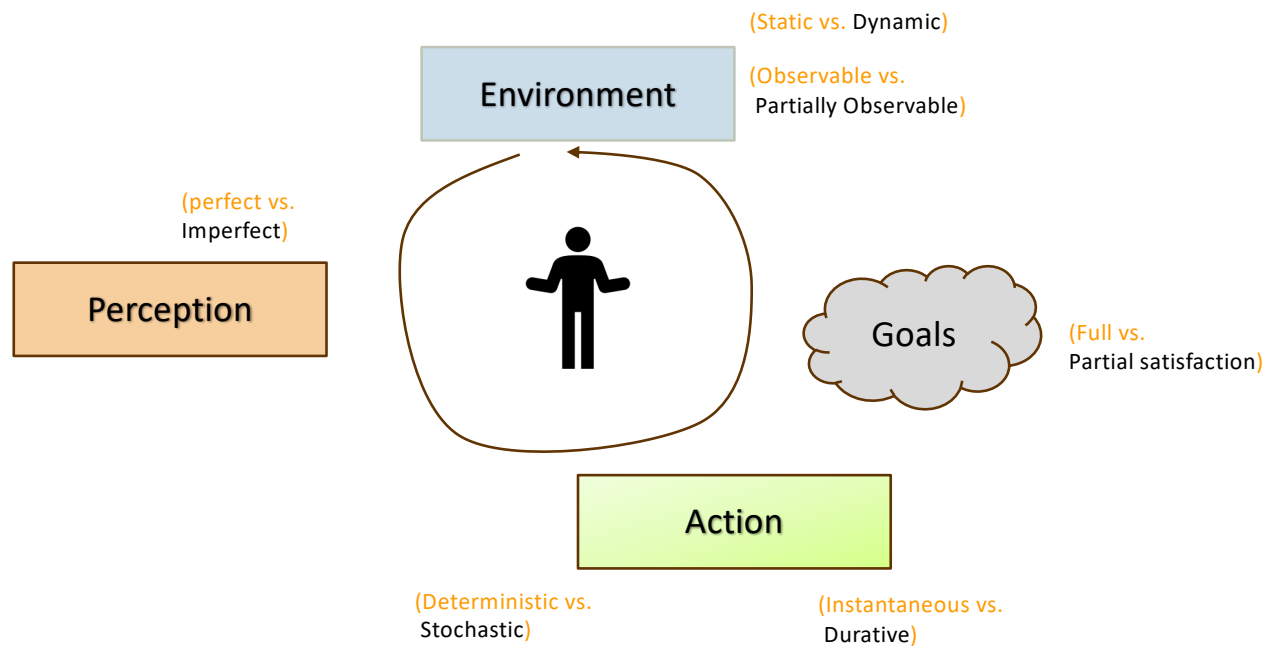 (Static vs. Dynamic)
Environment
(Observable vs.
Partially Observable)
(perfect vs.
Imperfect)
Perception
Goals
(Full vs.
Partial satisfaction)
Action
(Deterministic vs.
Stochastic)
(Instantaneous vs.
Durative)